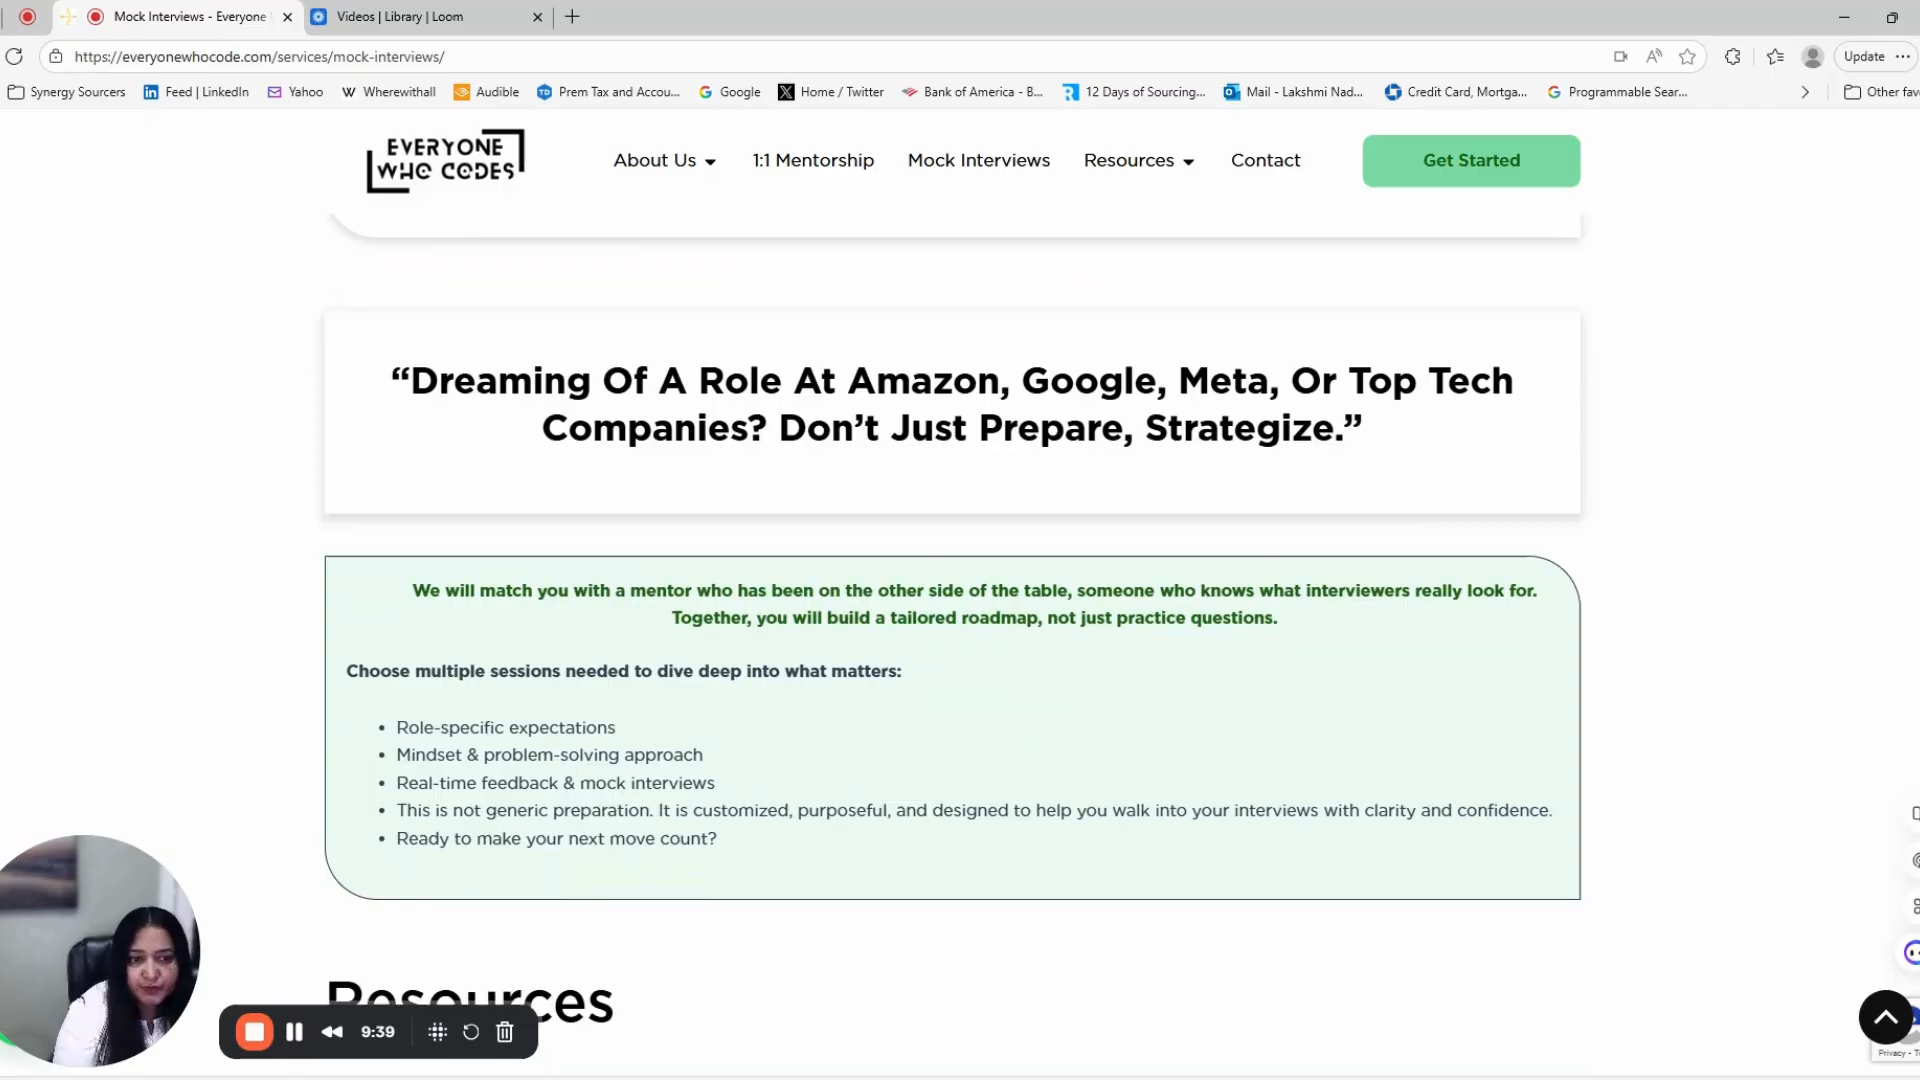 Mock Interviews - Everyone
Videos | Library | Loom
https://everyonewhocode.com/services/mock-interviews/
Update
Synergy Sourcers
Feed | LinkedIn
Yahoo
Wherewithall
Audible
Prem Tax and Accou...
Google
Home / Twitter
Bank of America - B...
12 Days of Sourcing...
Mail - Lakshmi Nad...
Credit Card, Mortga...
Programmable Sear...
Other fav
EVERYONE
WHO CODES
About Us
1:1 Mentorship
Mock Interviews
Resources
Contact
Get Started
“Dreaming Of A Role At Amazon, Google, Meta, Or Top Tech
Companies? Don’t Just Prepare, Strategize.”
We will match you with a mentor who has been on the other side of the table, someone who knows what interviewers really look for.
Together, you will build a tailored roadmap, not just practice questions.
Choose multiple sessions needed to dive deep into what matters:
• Role-specific expectations
• Mindset & problem-solving approach
• Real-time feedback & mock interviews
• This is not generic preparation. It is customized, purposeful, and designed to help you walk into your interviews with clarity and confidence.
• Ready to make your next move count?
Resources
9:39
Privacy - T